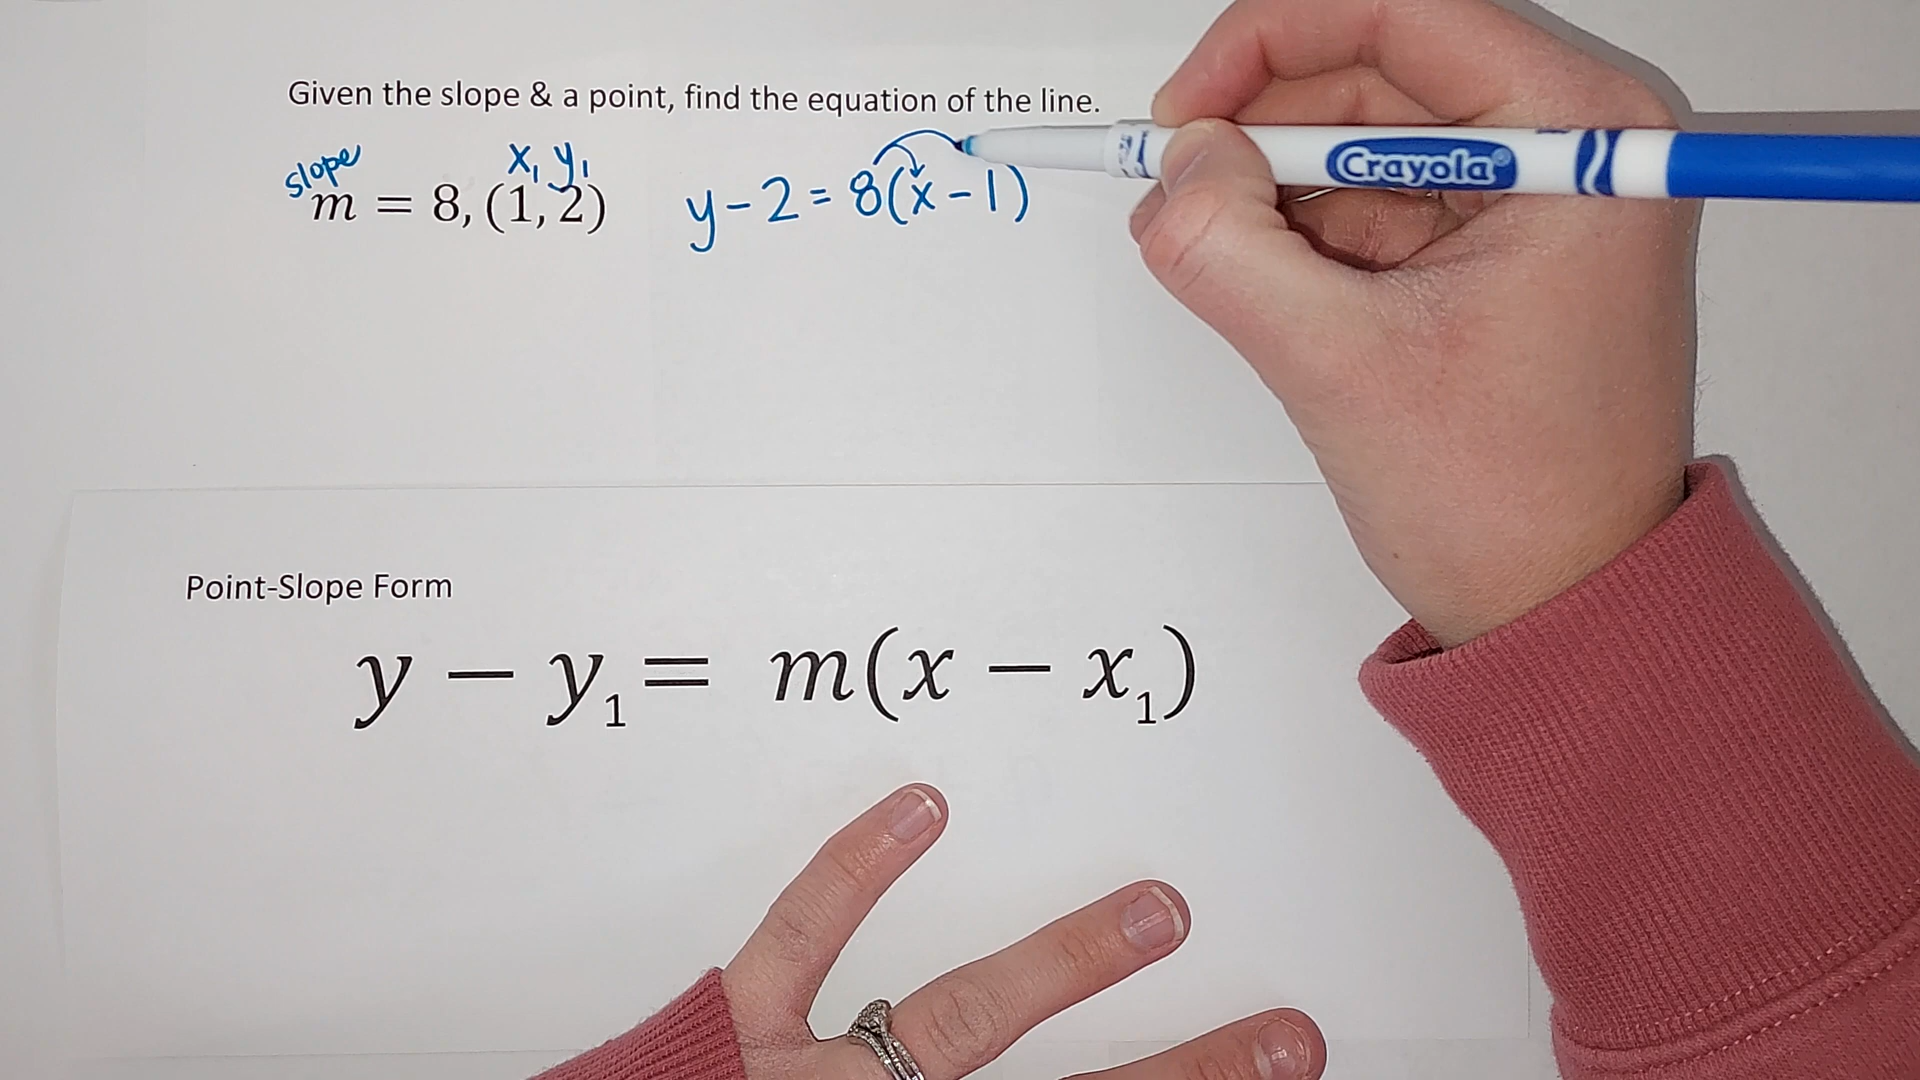 Given the slope & a point, find the equation of the line.
slope x₁ y₁
m = 8, (1, 2) y - 2 = 8(x - 1)
Crayola®
Point-Slope Form
y − y₁ = m(x − x₁)